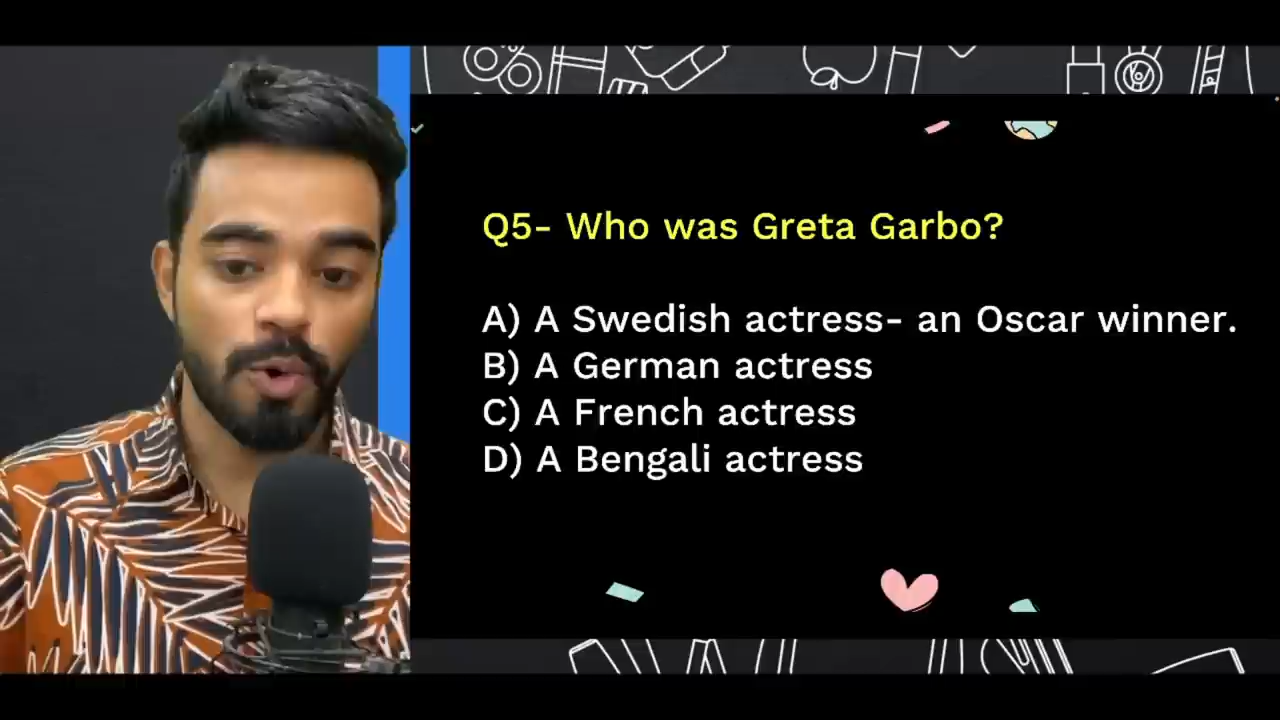 Q5- Who was Greta Garbo?
A) A Swedish actress- an Oscar winner.
B) A German actress
C) A French actress
D) A Bengali actress